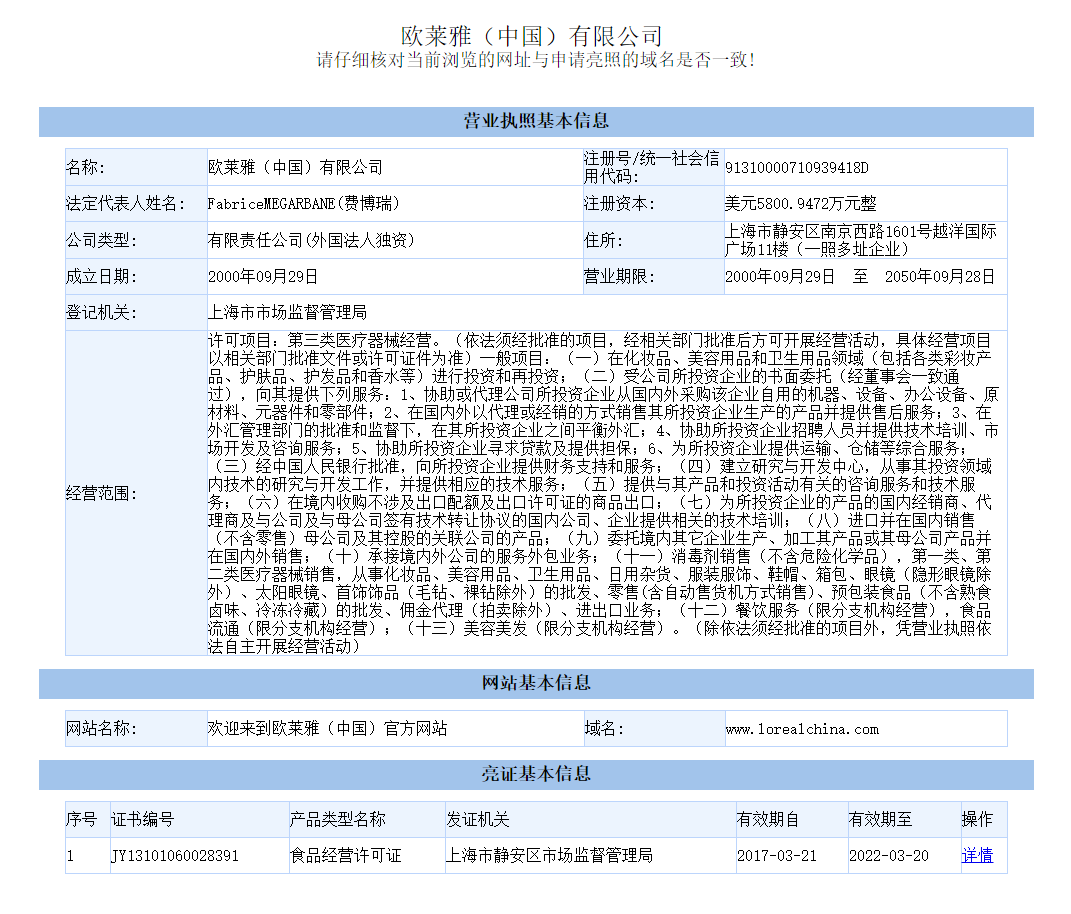 欧莱雅（中国）有限公司
请仔细核对当前浏览的网址与申请亮照的域名是否一致!
营业执照基本信息
名称: 欧莱雅（中国）有限公司 注册号/统一社会信用代码: 91310000710939418D
法定代表人姓名: FabriceMEGARBANE(费博瑞) 注册资本: 美元5800.9472万元整
公司类型: 有限责任公司(外国法人独资) 住所: 上海市静安区南京西路1601号越洋国际广场11楼（一照多址企业）
成立日期: 2000年09月29日 营业期限: 2000年09月29日 至 2050年09月28日
登记机关: 上海市市场监督管理局
经营范围:
许可项目：第三类医疗器械经营。（依法须经批准的项目，经相关部门批准后方可开展经营活动，具体经营项目
以相关部门批准文件或许可证件为准）一般项目：（一）在化妆品、美容用品和卫生用品领域（包括各类彩妆产
品、护肤品、护发品和香水等）进行投资和再投资；（二）受公司所投资企业的书面委托（经董事会一致通
过），向其提供下列服务：1、协助或代理公司所投资企业从国内外采购该企业自用的机器、设备、办公设备、原
材料、元器件和零部件；2、在国内外以代理或经销的方式销售其所投资企业生产的产品并提供售后服务；3、在
外汇管理部门的批准和监督下，在其所投资企业之间平衡外汇；4、协助所投资企业招聘人员并提供技术培训、市
场开发及咨询服务；5、协助所投资企业寻求贷款及提供担保；6、为所投资企业提供运输、仓储等综合服务；
（三）经中国人民银行批准，向所投资企业提供财务支持和服务；（四）建立研究与开发中心，从事其投资领域
内技术的研究与开发工作，并提供相应的技术服务；（五）提供与其产品和投资活动有关的咨询服务和技术服
务；（六）在境内收购不涉及出口配额及出口许可证的商品出口；（七）为所投资企业的产品的国内经销商、代
理商及与公司及与母公司签有技术转让协议的国内公司、企业提供相关的技术培训；（八）进口并在国内销售
（不含零售）母公司及其控股的关联公司的产品；（九）委托境内其它企业生产、加工其产品或其母公司产品并
在国内外销售；（十）承接境内外公司的服务外包业务；（十一）消毒剂销售（不含危险化学品），第一类、第
二类医疗器械销售，从事化妆品、美容用品、卫生用品、日用杂货、服装服饰、鞋帽、箱包、眼镜（隐形眼镜除
外）、太阳眼镜、首饰饰品（毛钻、裸钻除外）的批发、零售(含自动售货机方式销售)、预包装食品（不含熟食
卤味、冷冻冷藏）的批发、佣金代理（拍卖除外）、进出口业务；（十二）餐饮服务（限分支机构经营），食品
流通（限分支机构经营）；（十三）美容美发（限分支机构经营）。（除依法须经批准的项目外，凭营业执照依
法自主开展经营活动）
网站基本信息
网站名称: 欢迎来到欧莱雅（中国）官方网站 域名: www.lorealchina.com
亮证基本信息
序号 证书编号 产品类型名称 发证机关 有效期自 有效期至 操作
1 JY13101060028391 食品经营许可证 上海市静安区市场监督管理局 2017-03-21 2022-03-20 详情